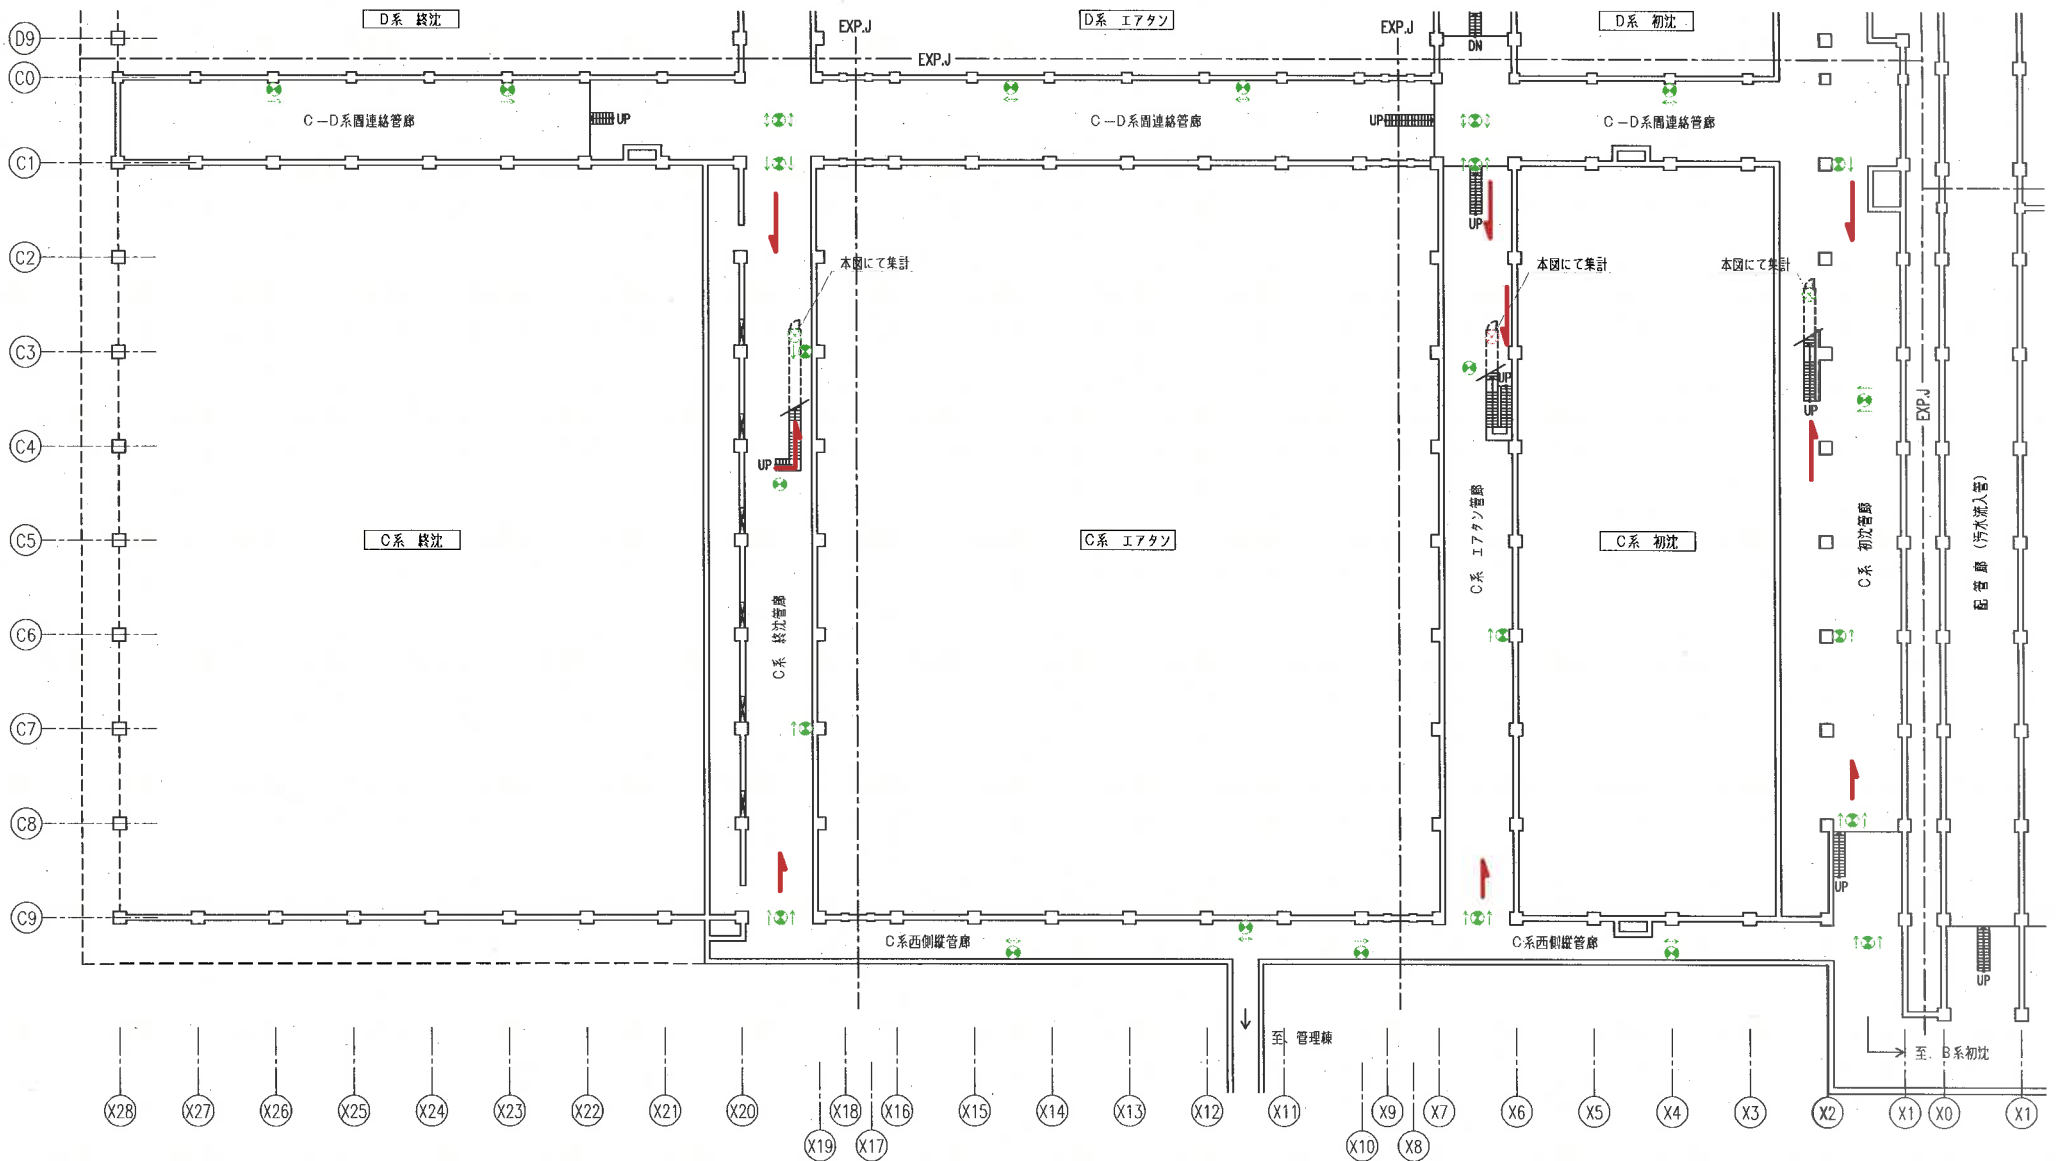 D系 終沈
D系 エアタン
D系 初沈
EXP.J
EXP.J
DN
D9
EXP.J
C0
C－D系間連絡管廊
UP
C－D系間連絡管廊
UP
C－D系間連絡管廊
C1
UP
C2
本図にて集計
本図にて集計
本図にて集計
C3
UP
UP
EXP.J
C4
UP
C系 終沈
C系 エアタン
C系 初沈
C5
C系 終沈管廊
C系 エアタン管廊
C系 初沈管廊
配管廊(汚水流入管)
C6
C7
C8
UP
C9
C系西側縦管廊
C系西側縦管廊
UP
至、管理棟
至、B系初沈
X28
X27
X26
X25
X24
X23
X22
X21
X20
X18
X16
X15
X14
X13
X12
X11
X9
X7
X6
X5
X4
X3
X2
X1
X0
X1
X19
X17
X10
X8